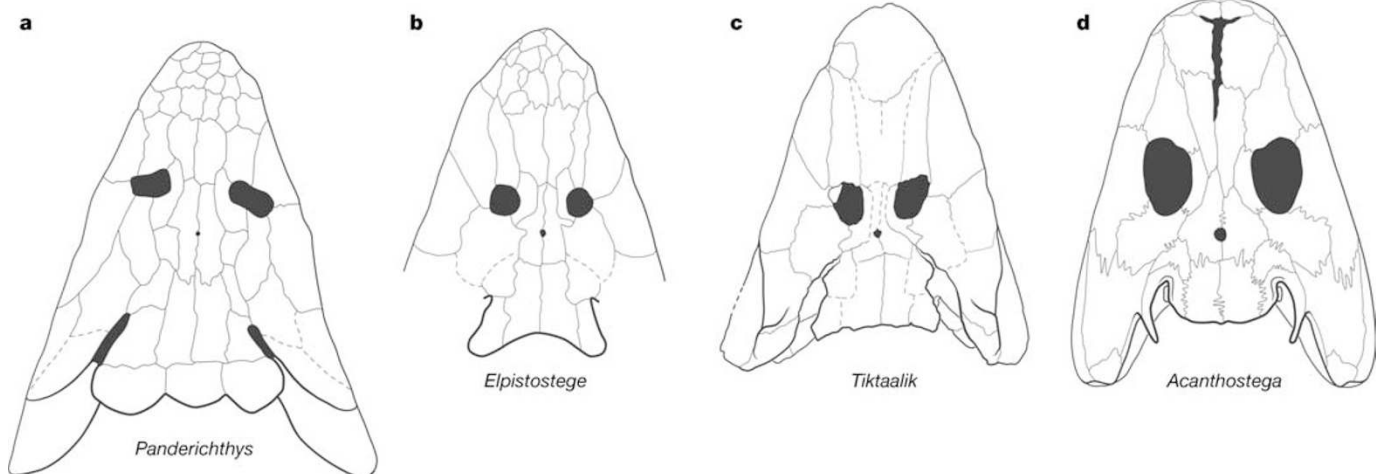 a
b
c
d
Panderichthys
Elpistostege
Tiktaalik
Acanthostega